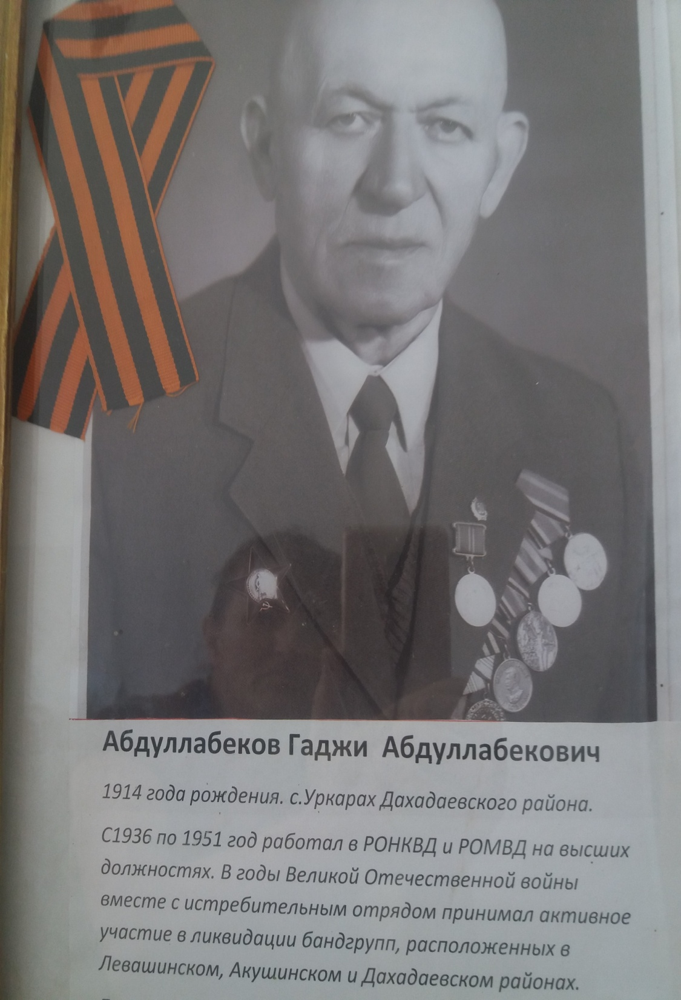 Абдуллабеков Гаджи Абдуллабекович
1914 года рождения. с.Уркарах Дахадаевского района.
С1936 по 1951 год работал в РОНКВД и РОМВД на высших
должностях. В годы Великой Отечественной войны
вместе с истребительным отрядом принимал активное
участие в ликвидации бандгрупп, расположенных в
Левашинском, Акушинском и Дахадаевском районах.